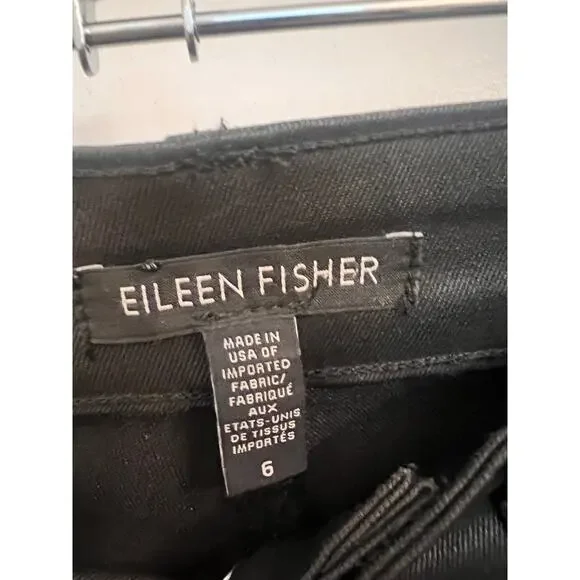 EILEEN FISHER
MADE IN
USA OF
IMPORTED
FABRIC/
FABRIQUÉ
AUX
ETATS-UNIS
DE TISSUS
IMPORTÉS
6